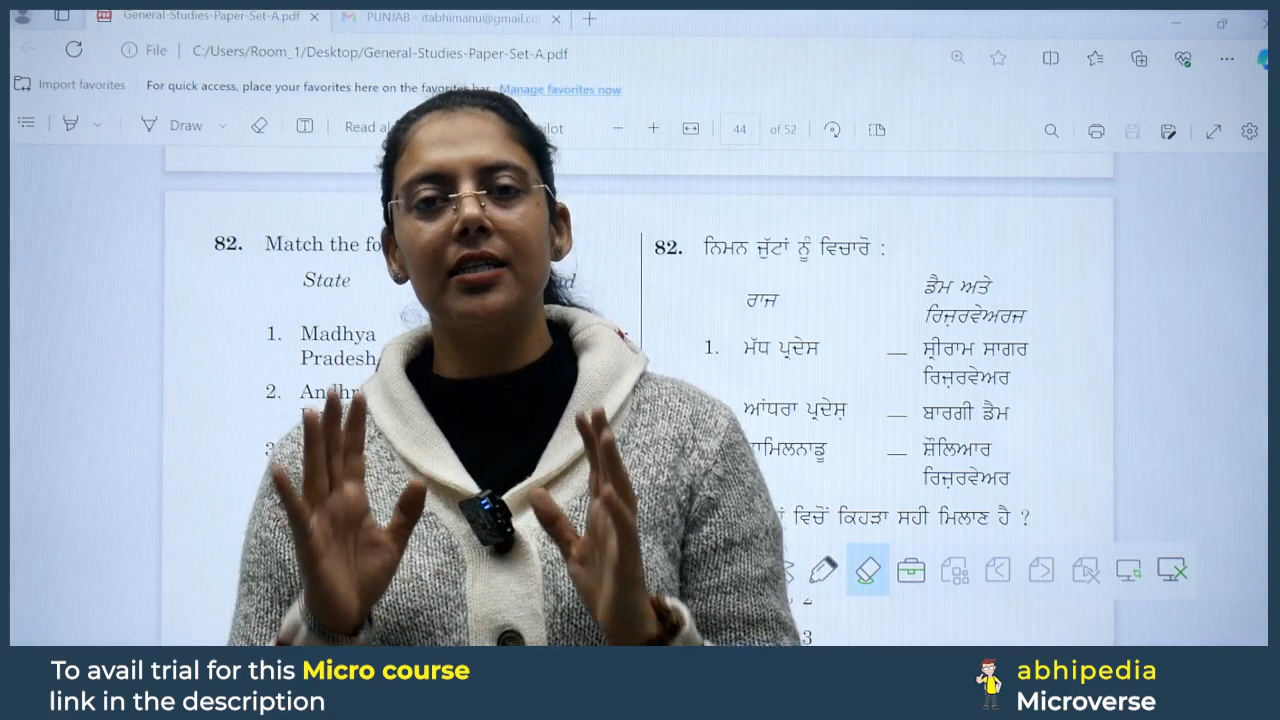 General-Studies-Paper-Set-A.pdf
PUNJAB - itabhimanu@gmail.co
File C:/Users/Room_1/Desktop/General-Studies-Paper-Set-A.pdf
Import favorites For quick access, place your favorites here on the favorites bar Manage favorites now
Draw Read al 44 of 52
82. Match the fo
State
1. Madhya
Pradesh
2. Andhr
82. ਨਿਮਨ ਜੁੱਟਾਂ ਨੂੰ ਵਿਚਾਰੋ :
ਡੈਮ ਅਤੇ
ਰਾਜ
ਰਿਜ਼ਰਵੇਅਰਜ
1. ਮੱਧ ਪ੍ਰਦੇਸ — ਸ਼੍ਰੀਰਾਮ ਸਾਗਰ
ਰਿਜ਼ਰਵੇਅਰ
ਆਂਧਰਾ ਪ੍ਰਦੇਸ਼ — ਬਾਰਗੀ ਡੈਮ
ਾਮਿਲਨਾਡੂ — ਸ਼ੌਲਿਆਰ
ਰਿਜ਼ਰਵੇਅਰ
ਵਿਚੋਂ ਕਿਹੜਾ ਸਹੀ ਮਿਲਾਣ ਹੈ ?
3
To avail trial for this Micro course
link in the description
abhipedia
Microverse